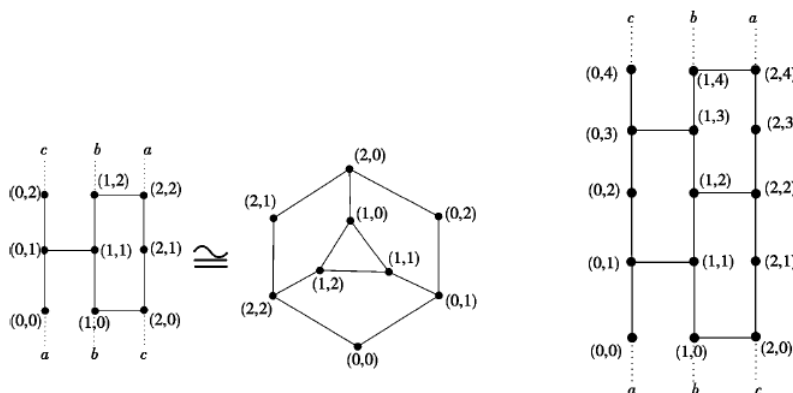 c b a
(0,2) (1,2) (2,2)
(0,1) (1,1) (2,1)
(0,0) (1,0) (2,0)
a b c
≅
(2,0)
(2,1) (1,0) (0,2)
(1,2) (1,1)
(2,2) (0,1)
(0,0)
c b a
(0,4) (1,4) (2,4)
(0,3) (1,3) (2,3
(0,2) (1,2) (2,2)
(0,1) (1,1) (2,1)
(0,0) (1,0) (2,0)
a b c